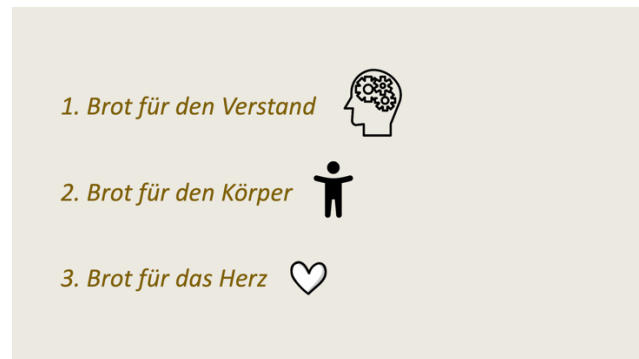 1. Brot für den Verstand
2. Brot für den Körper
3. Brot für das Herz